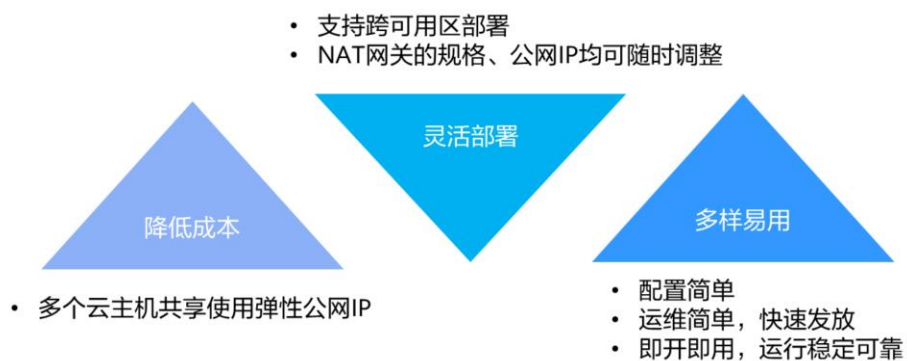 • 支持跨可用区部署
• NAT网关的规格、公网IP均可随时调整
灵活部署
降低成本
多样易用
• 多个云主机共享使用弹性公网IP
• 配置简单
• 运维简单，快速发放
• 即开即用，运行稳定可靠